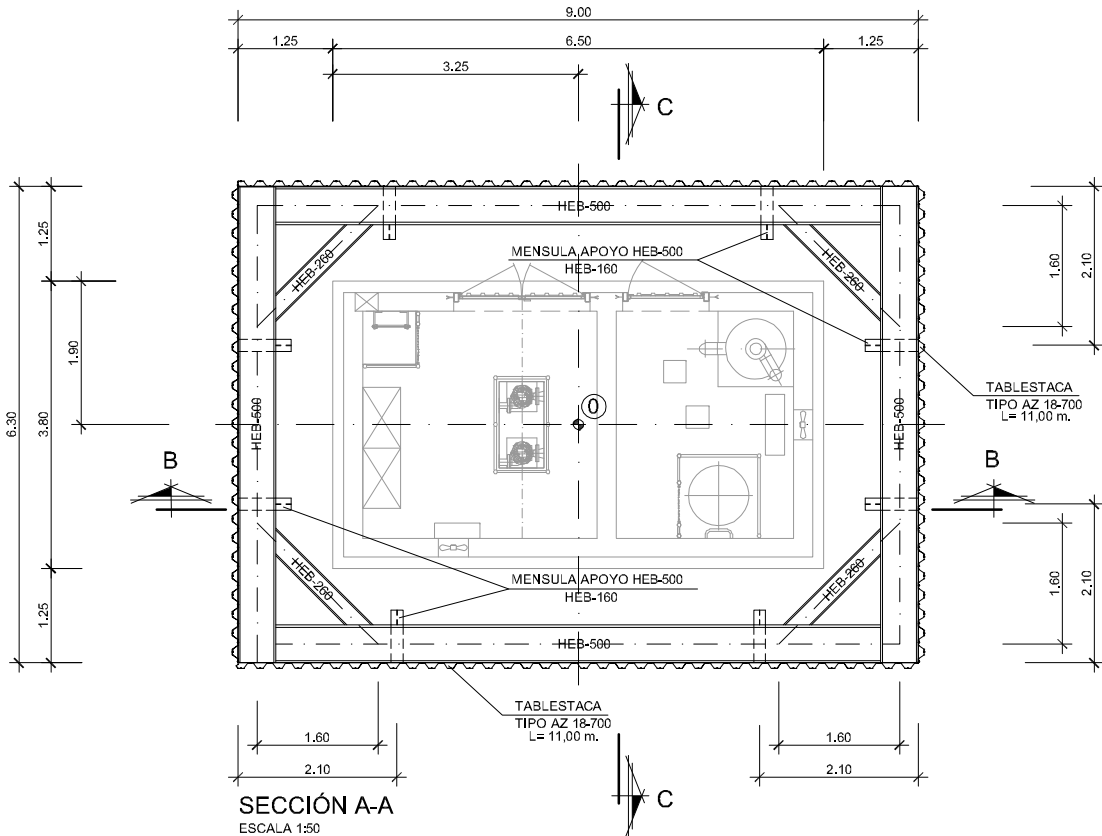 9.00
1.25
6.50
1.25
3.25
C
HEB-500
MENSULA APOYO HEB-500
HEB-160
HEB-260
HEB-260
1.25
1.90
6.30
3.80
1.25
1.60
2.10
TABLESTACA
TIPO AZ 18-700
L= 11,00 m.
0
HEB-500
HEB-500
B
B
HEB-260
HEB-260
MENSULA APOYO HEB-500
HEB-160
1.60
2.10
HEB-500
TABLESTACA
TIPO AZ 18-700
L= 11,00 m.
1.60
2.10
1.60
2.10
C
SECCIÓN A-A
ESCALA 1:50